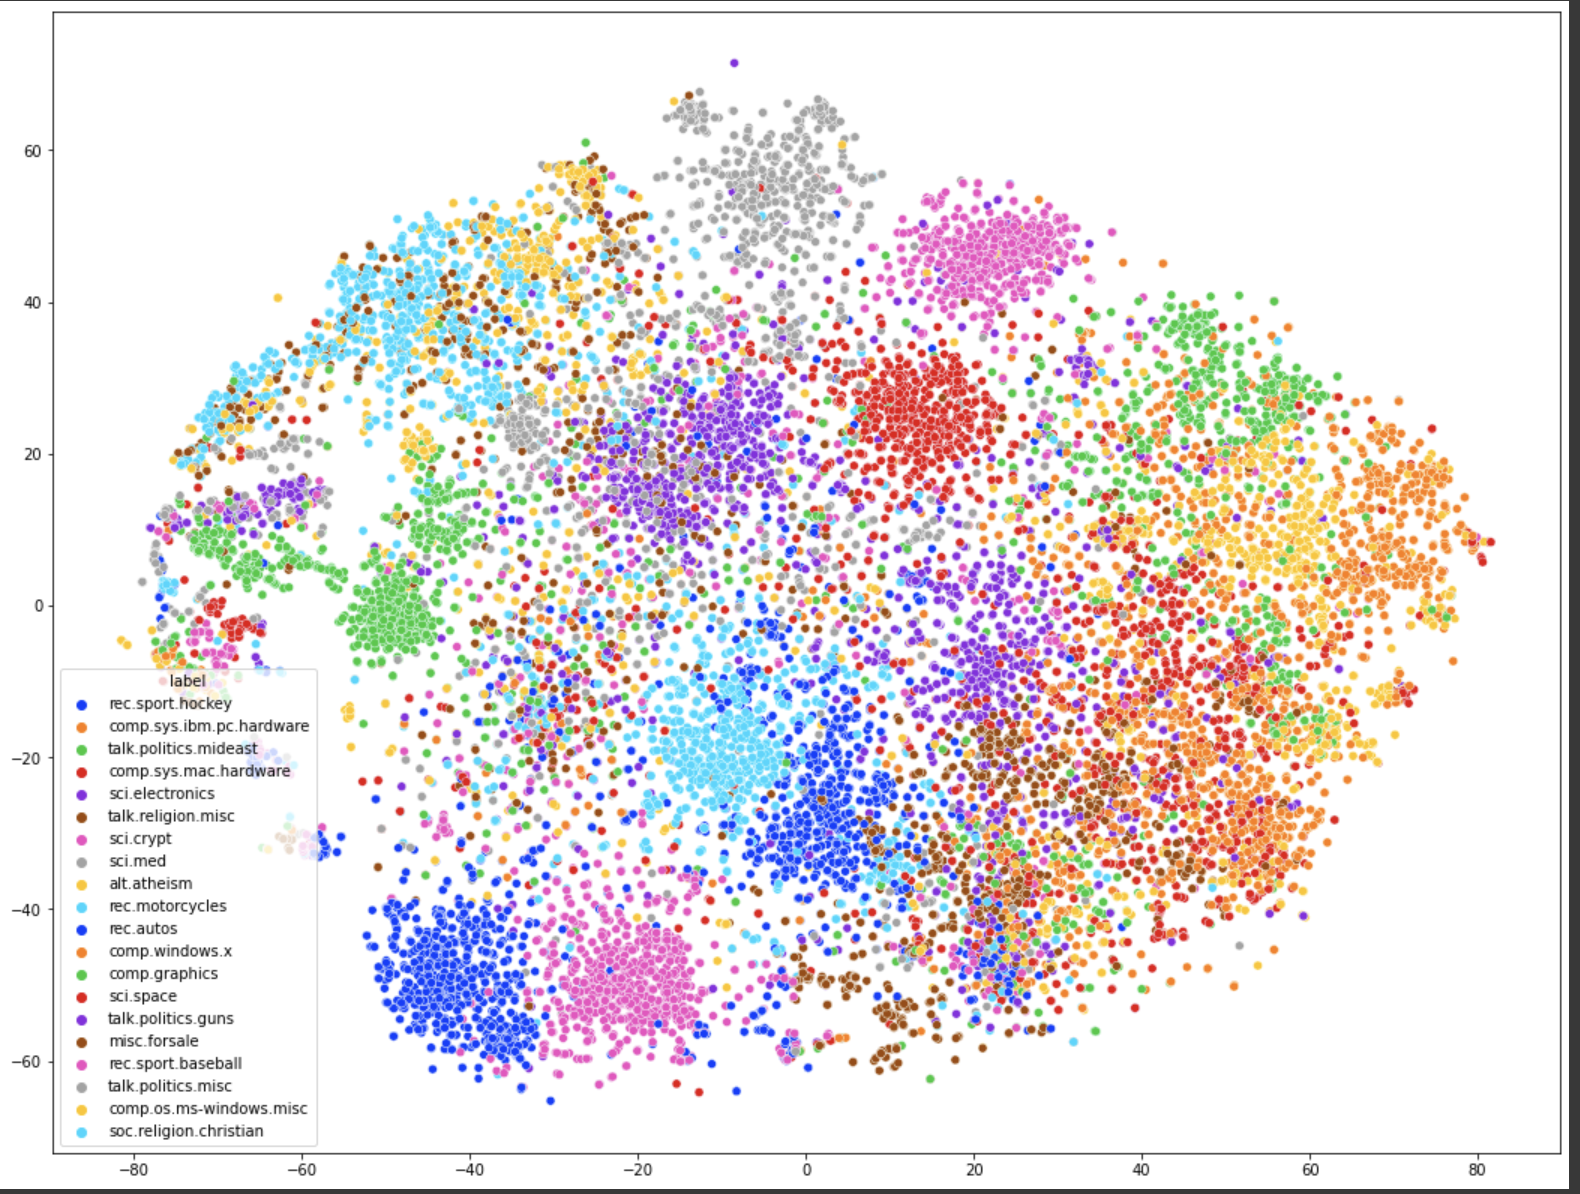 60
40
20
0
−20
−40
−60
label
rec.sport.hockey
comp.sys.ibm.pc.hardware
talk.politics.mideast
comp.sys.mac.hardware
sci.electronics
talk.religion.misc
sci.crypt
sci.med
alt.atheism
rec.motorcycles
rec.autos
comp.windows.x
comp.graphics
sci.space
talk.politics.guns
misc.forsale
rec.sport.baseball
talk.politics.misc
comp.os.ms-windows.misc
soc.religion.christian
−80 −60 −40 −20 0 20 40 60 80